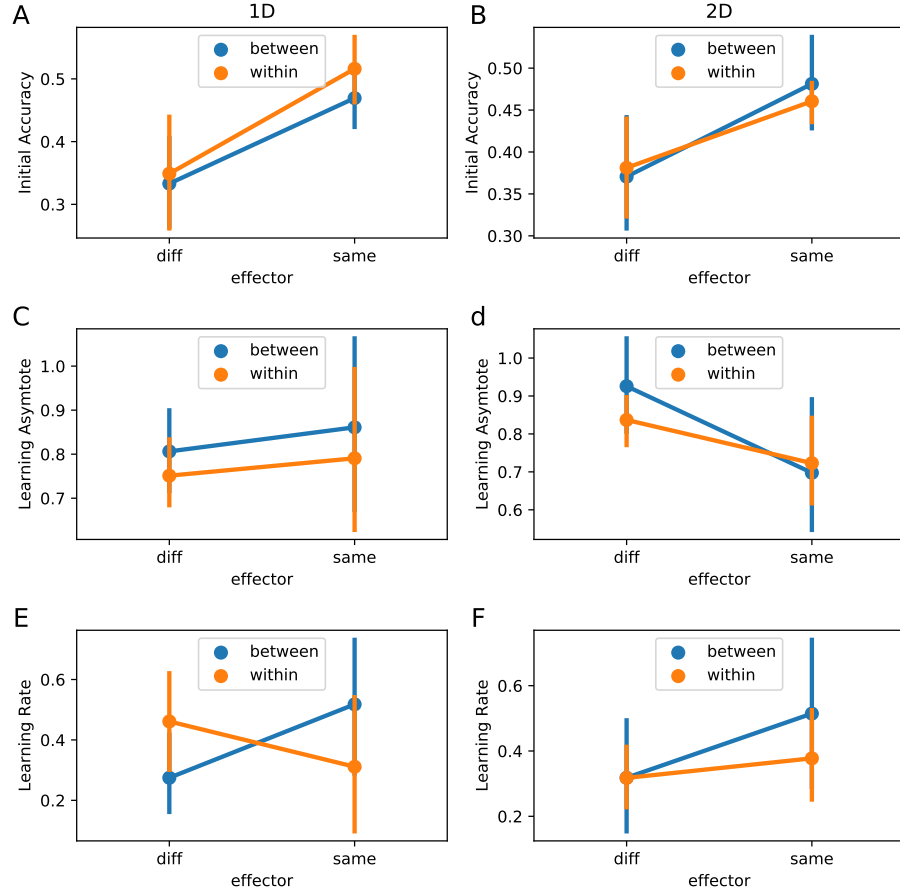 A
1D
B
2D
between
within
0.5
0.4
0.3
Initial Accuracy
diff
same
effector
between
within
0.50
0.45
0.40
0.35
0.30
Initial Accuracy
diff
same
effector
C
between
within
1.0
0.9
0.8
0.7
Learning Asymtote
diff
same
effector
d
between
within
1.0
0.9
0.8
0.7
0.6
Learning Asymtote
diff
same
effector
E
between
within
0.6
0.4
0.2
Learning Rate
diff
same
effector
F
between
within
0.6
0.4
0.2
Learning Rate
diff
same
effector